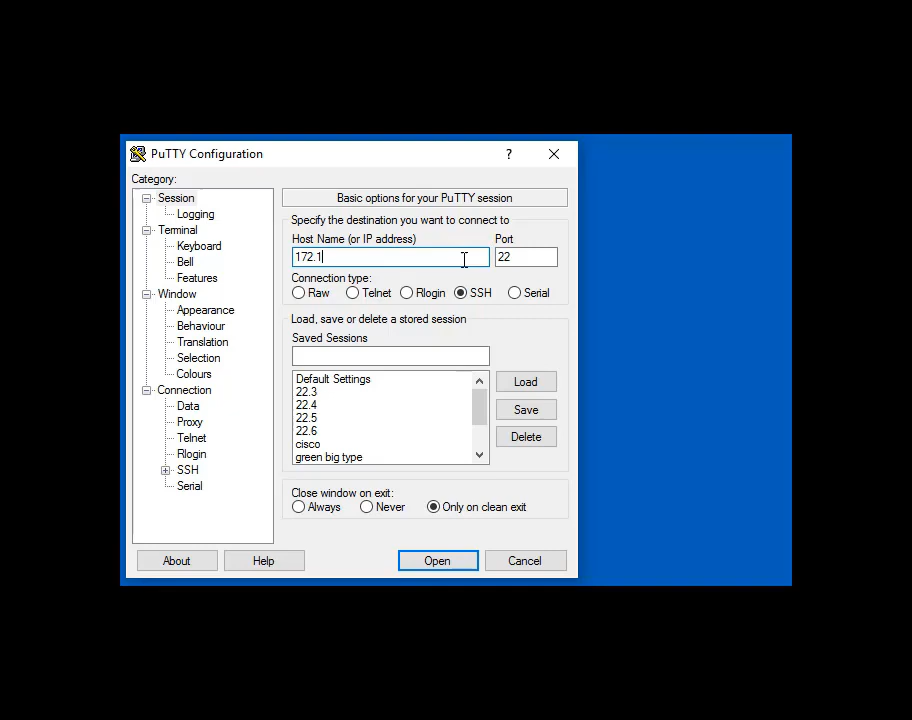 PuTTY Configuration
?
Category:
Session
Logging
Terminal
Keyboard
Bell
Features
Window
Appearance
Behaviour
Translation
Selection
Colours
Connection
Data
Proxy
Telnet
Rlogin
SSH
Serial
Basic options for your PuTTY session
Specify the destination you want to connect to
Host Name (or IP address) Port
172.1 22
Connection type:
Raw Telnet Rlogin SSH Serial
Load, save or delete a stored session
Saved Sessions
Default Settings
22.3
22.4
22.5
22.6
cisco
green big type
Load
Save
Delete
Close window on exit:
Always Never Only on clean exit
About Help Open Cancel